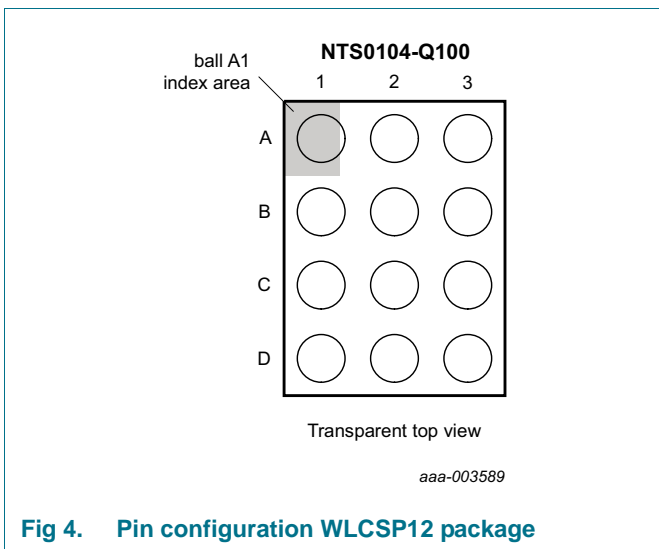 NTS0104-Q100
ball A1
index area
1 2 3
A
B
C
D
Transparent top view
aaa-003589
Fig 4. Pin configuration WLCSP12 package